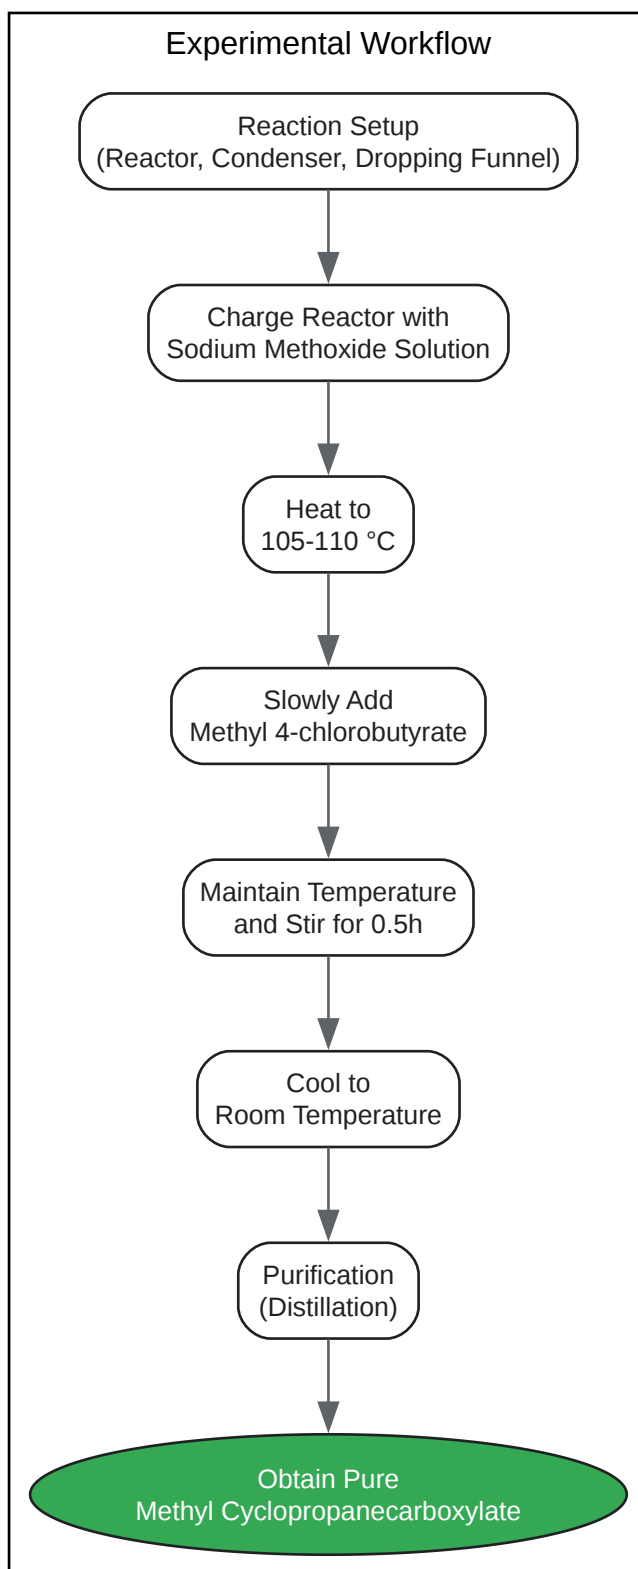 Experimental Workflow
Reaction Setup
(Reactor, Condenser, Dropping Funnel)
Charge Reactor with
Sodium Methoxide Solution
Heat to
105-110 °C
Slowly Add
Methyl 4-chlorobutyrate
Maintain Temperature
and Stir for 0.5h
Cool to
Room Temperature
Purification
(Distillation)
Obtain Pure
Methyl Cyclopropanecarboxylate